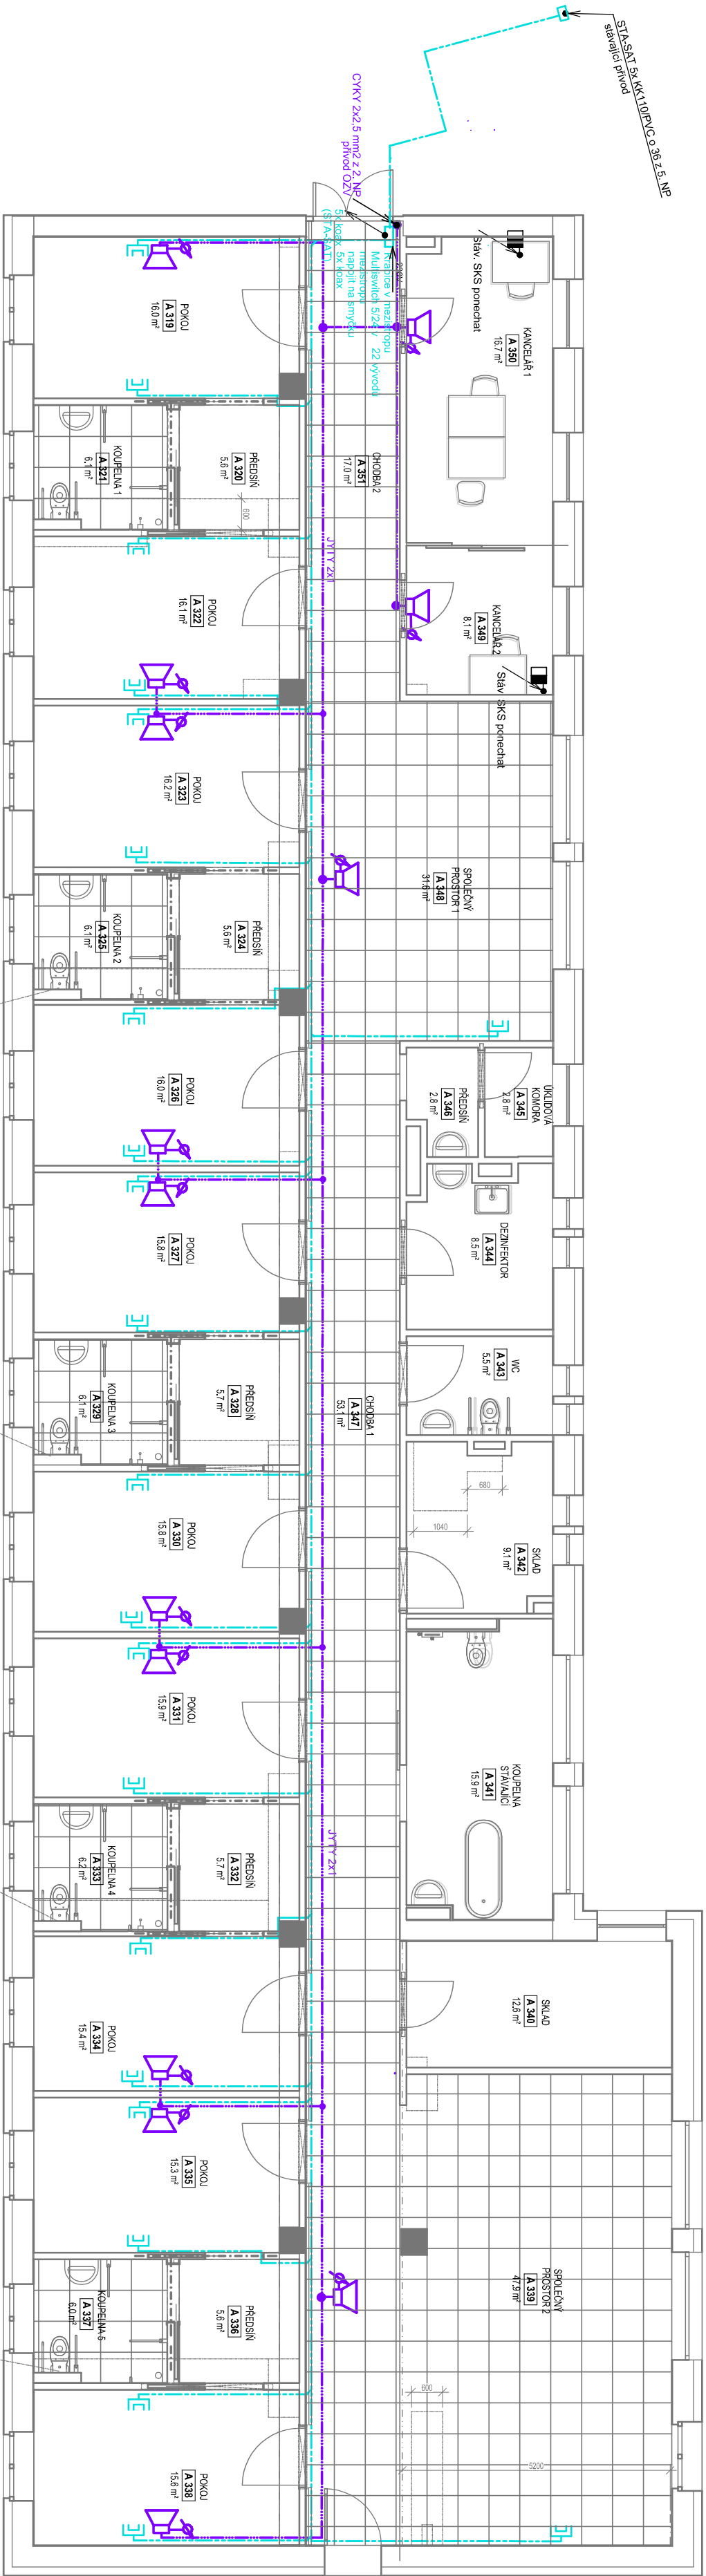 STA-SAT 5x KK110/PVC o 36 z 5. NP
stávající přívod
CYKY 2x2,5 mm2 z 2. NP
přívod OZV
5x koax 5x koax
(STA-SAT)
Krabice v mezistropu
Multiswitch 5/24 v 22 vývodů
napojit na smyčku
mezistropu
230V
Stáv. SKS ponechat
KANCELÁŘ 1
A 350
16.7 m²
KANCELÁŘ 2
A 349
8.1 m²
Stáv. SKS ponechat
CHODBA 2
A 351
17.0 m²
JYTY 2x1
POKOJ
A 319
16.0 m²
PŘEDSÍŇ
A 320
5.6 m²
600
KOUPELNA 1
A 321
6.1 m²
POKOJ
A 322
16.1 m²
POKOJ
A 323
16.2 m²
SPOLEČNÝ
PROSTOR 1
A 348
31.6 m²
PŘEDSÍŇ
A 324
5.6 m²
KOUPELNA 2
A 325
6.1 m²
POKOJ
A 326
16.0 m²
ÚKLIDOVÁ
KOMORA
A 345
2.8 m²
PŘEDSÍŇ
A 346
2.8 m²
DEZINFEKTOR
A 344
8.5 m²
POKOJ
A 327
15.8 m²
WC
A 343
5.5 m²
CHODBA 1
A 347
53.1 m²
PŘEDSÍŇ
A 328
5.7 m²
KOUPELNA 3
A 329
6.1 m²
680
1040
SKLAD
A 342
9.1 m²
POKOJ
A 330
15.8 m²
POKOJ
A 331
15.9 m²
KOUPELNA
STÁVAJÍCÍ
A 341
15.9 m²
JYTY 2x1
PŘEDSÍŇ
A 332
5.7 m²
KOUPELNA 4
A 333
6.2 m²
SKLAD
A 340
12.6 m²
POKOJ
A 334
15.4 m²
POKOJ
A 335
15.3 m²
SPOLEČNÝ
PROSTOR 2
A 339
47.9 m²
PŘEDSÍŇ
A 336
5.6 m²
KOUPELNA 5
A 337
6.0 m²
600
5200
POKOJ
A 338
15.6 m²